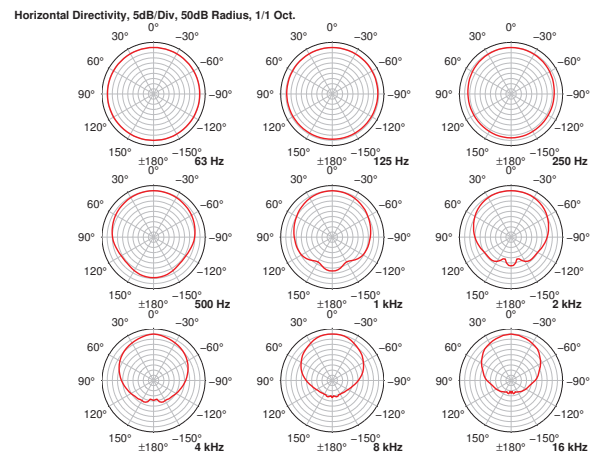 Horizontal Directivity, 5dB/Div, 50dB Radius, 1/1 Oct.
0° 0° 0°
30° −30° 30° −30° 30° −30°
60° −60° 60° −60° 60° −60°
90° −90° 90° −90° 90° −90°
120° −120° 120° −120° 120° −120°
150° ±180° −150° 63 Hz 150° ±180° −150° 125 Hz 150° ±180° −150° 250 Hz
0° 0° 0°
30° −30° 30° −30° 30° −30°
60° −60° 60° −60° 60° −60°
90° −90° 90° −90° 90° −90°
120° −120° 120° −120° 120° −120°
150° ±180° −150° 500 Hz 150° ±180° −150° 1 kHz 150° ±180° −150° 2 kHz
0° 0° 0°
30° −30° 30° −30° 30° −30°
60° −60° 60° −60° 60° −60°
90° −90° 90° −90° 90° −90°
120° −120° 120° −120° 120° −120°
150° ±180° −150° 4 kHz 150° ±180° −150° 8 kHz 150° ±180° −150° 16 kHz